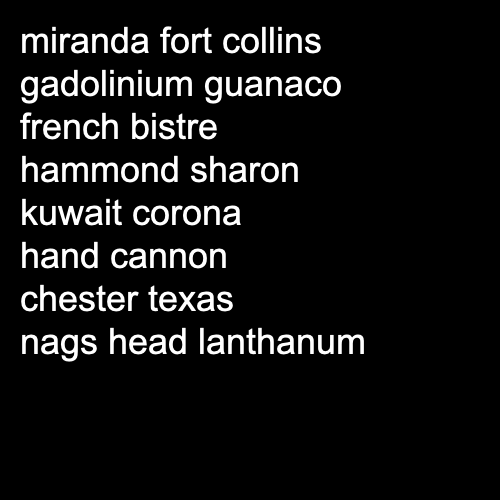 miranda fort collins
gadolinium guanaco
french bistre
hammond sharon
kuwait corona
hand cannon
chester texas
nags head lanthanum